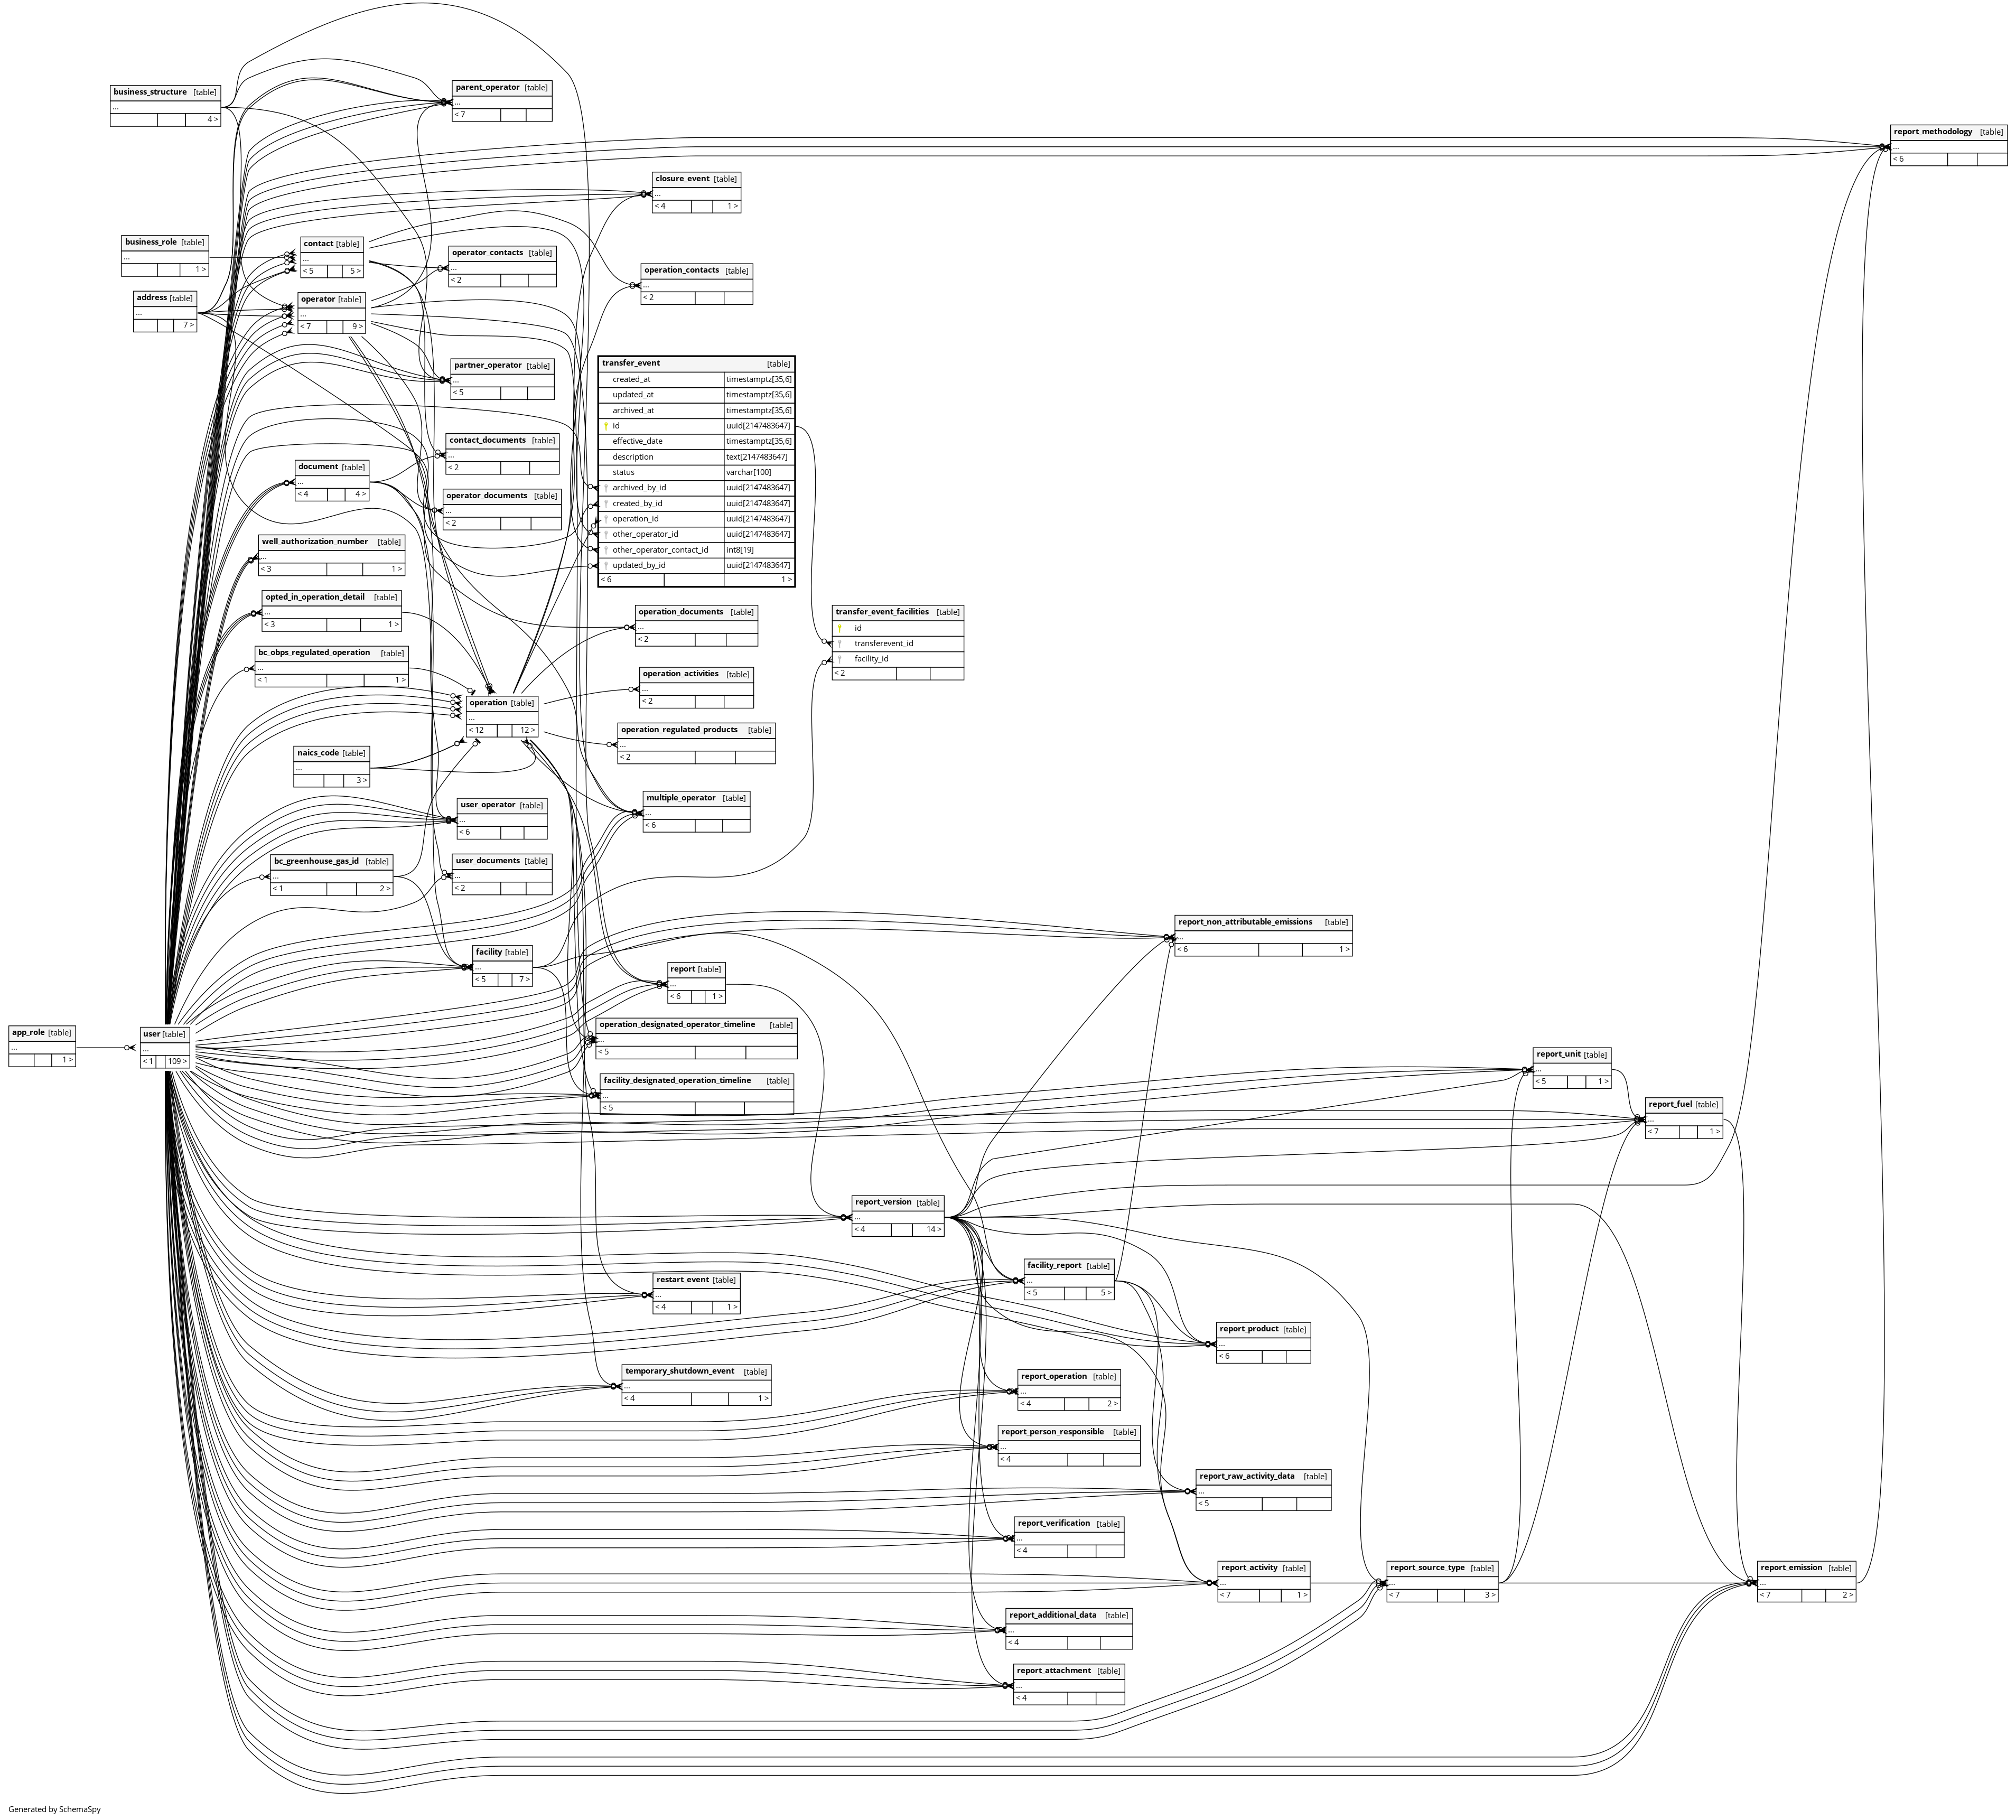 business_structure [table]
...
4 >
parent_operator [table]
...
< 7
report_methodology [table]
...
< 6
closure_event [table]
...
< 4 1 >
business_role [table]
...
1 >
contact [table]
...
< 5 5 >
operator_contacts [table]
...
< 2
operation_contacts [table]
...
< 2
address [table]
...
7 >
operator [table]
...
< 7 9 >
partner_operator [table]
...
< 5
transfer_event [table]
created_at timestamptz[35,6]
updated_at timestamptz[35,6]
archived_at timestamptz[35,6]
id uuid[2147483647]
effective_date timestamptz[35,6]
description text[2147483647]
status varchar[100]
archived_by_id uuid[2147483647]
created_by_id uuid[2147483647]
operation_id uuid[2147483647]
other_operator_id uuid[2147483647]
other_operator_contact_id int8[19]
updated_by_id uuid[2147483647]
< 6 1 >
contact_documents [table]
...
< 2
document [table]
...
< 4 4 >
operator_documents [table]
...
< 2
well_authorization_number [table]
...
< 3 1 >
opted_in_operation_detail [table]
...
< 3 1 >
operation_documents [table]
...
< 2
transfer_event_facilities [table]
id
transferevent_id
facility_id
< 2
bc_obps_regulated_operation [table]
...
< 1 1 >
operation_activities [table]
...
< 2
operation [table]
...
< 12 12 >
operation_regulated_products [table]
...
< 2
naics_code [table]
...
3 >
user_operator [table]
...
< 6
multiple_operator [table]
...
< 6
bc_greenhouse_gas_id [table]
...
< 1 2 >
user_documents [table]
...
< 2
report_non_attributable_emissions [table]
...
< 6 1 >
facility [table]
...
< 5 7 >
report [table]
...
< 6 1 >
app_role [table]
...
1 >
user [table]
...
< 1 109 >
operation_designated_operator_timeline [table]
...
< 5
report_unit [table]
...
< 5 1 >
facility_designated_operation_timeline [table]
...
< 5
report_fuel [table]
...
< 7 1 >
report_version [table]
...
< 4 14 >
facility_report [table]
...
< 5 5 >
restart_event [table]
...
< 4 1 >
report_product [table]
...
< 6
temporary_shutdown_event [table]
...
< 4 1 >
report_operation [table]
...
< 4 2 >
report_person_responsible [table]
...
< 4
report_raw_activity_data [table]
...
< 5
report_verification [table]
...
< 4
report_activity [table]
...
< 7 1 >
report_source_type [table]
...
< 7 3 >
report_emission [table]
...
< 7 2 >
report_additional_data [table]
...
< 4
report_attachment [table]
...
< 4
Generated by SchemaSpy